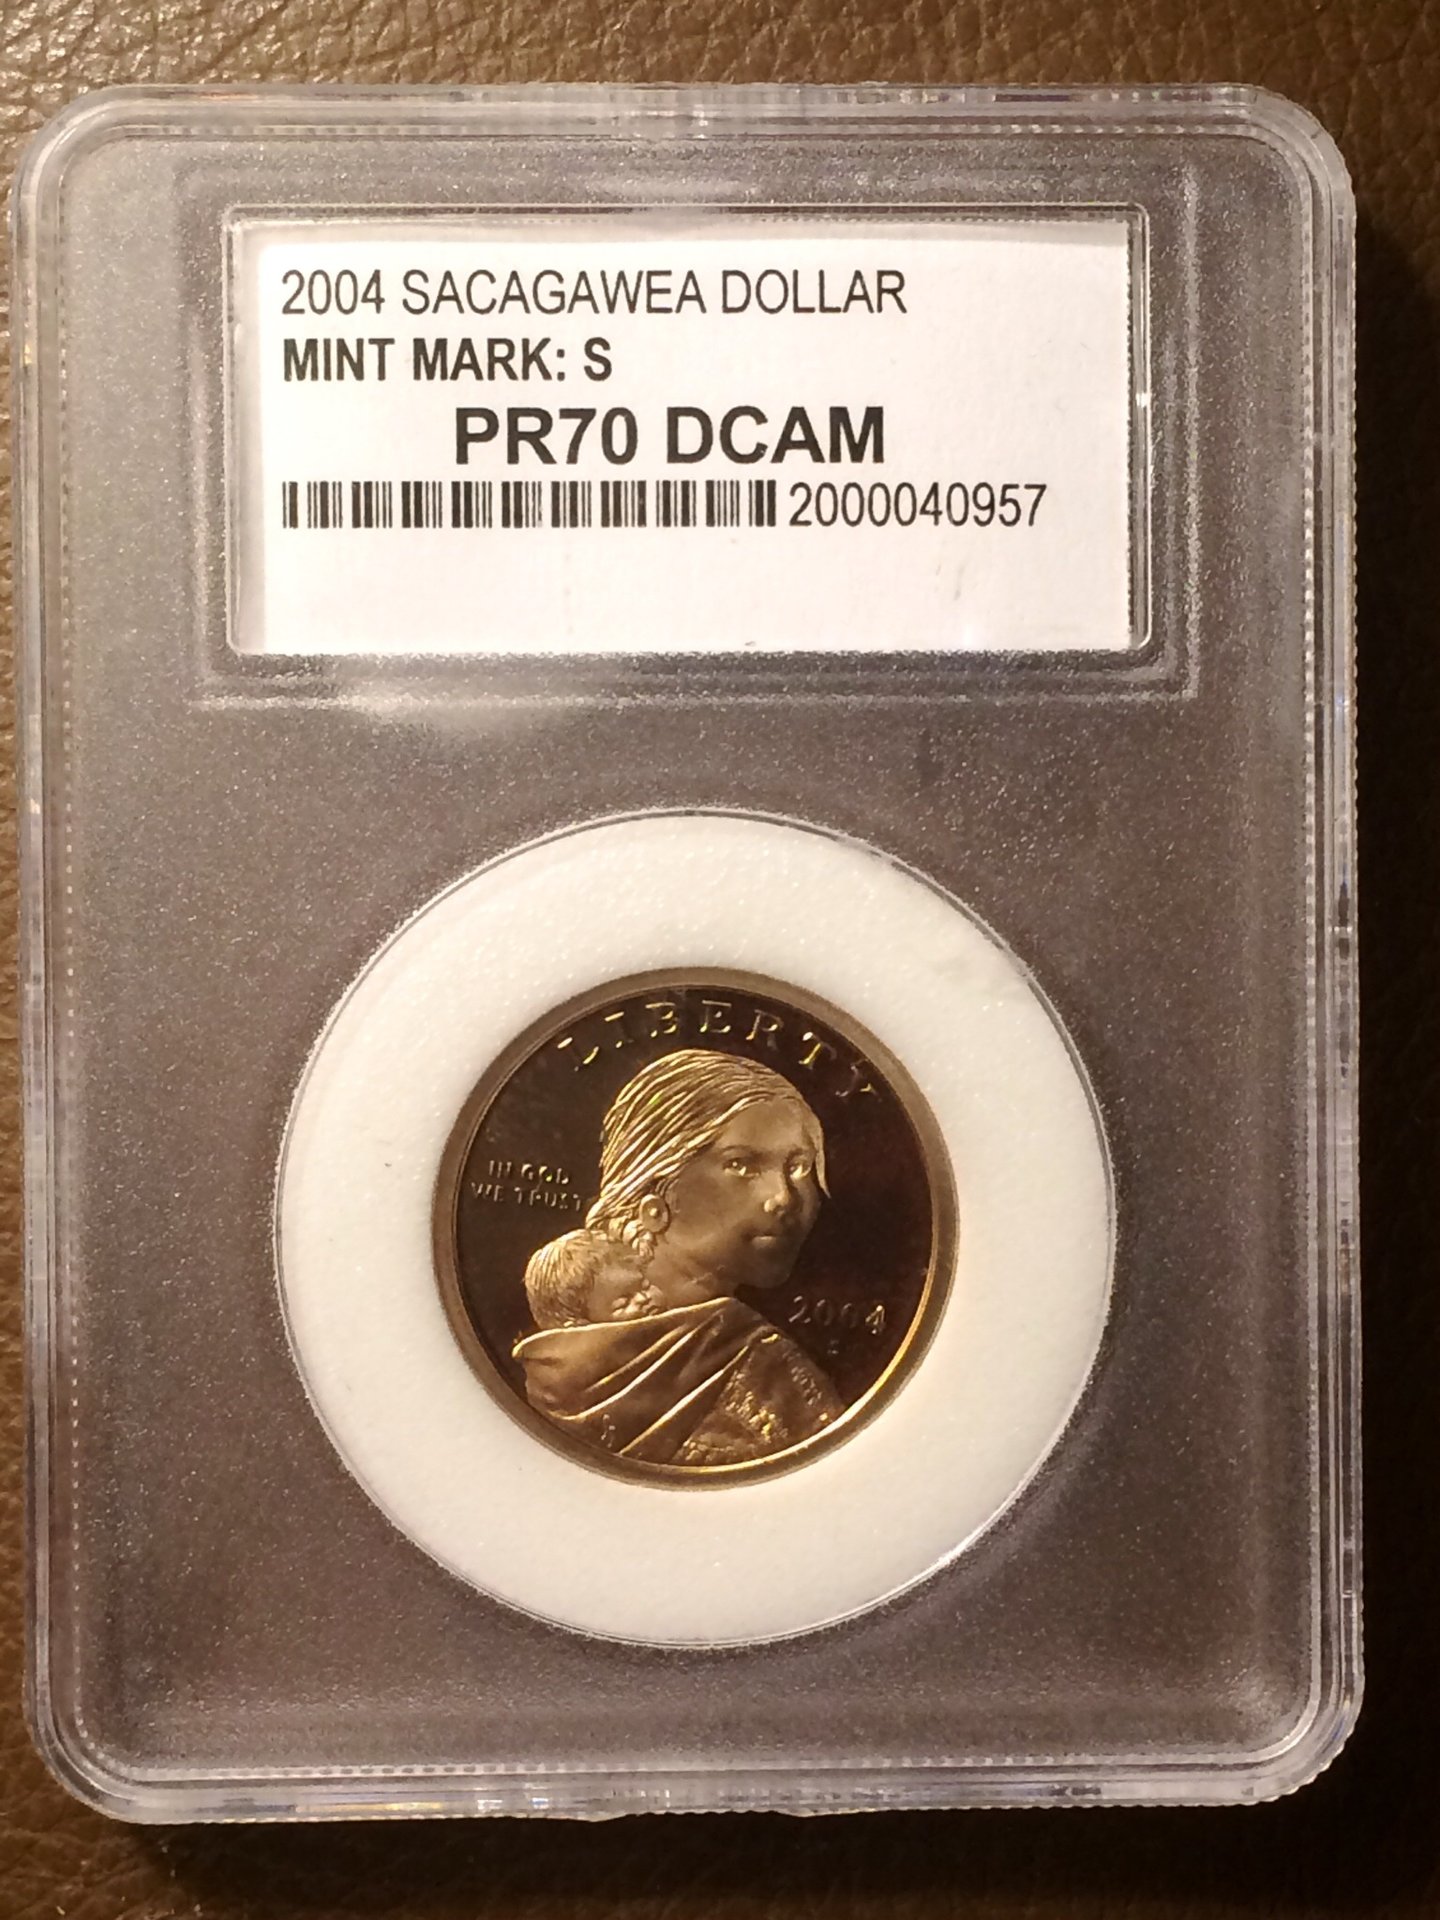 2004 SACAGAWEA DOLLAR
MINT MARK: S
PR70 DCAM
2000040957
LIBERTY
IN GOD
WE TRUST
2004
S